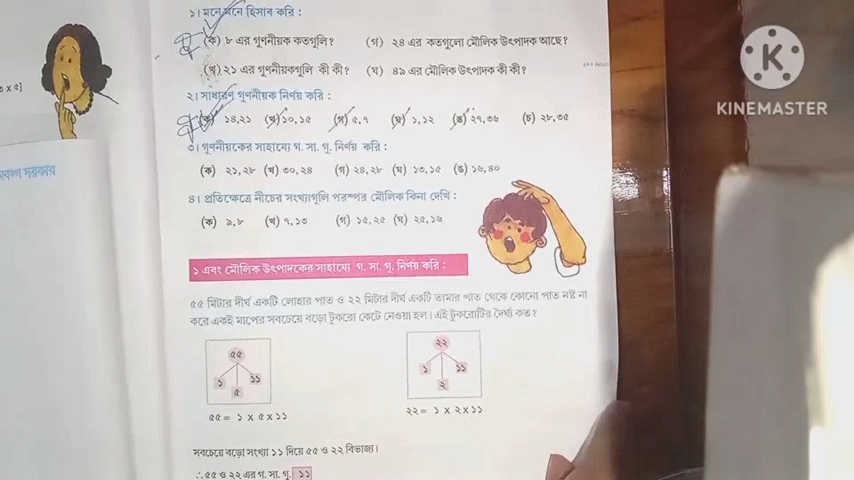 ১। মনে মনে হিসাব করি :
(ক) ৮ এর গুণনীয়ক কতগুলি? (গ) ২৪ এর কতগুলো মৌলিক উৎপাদক আছে?
(খ) ২১ এর গুণনীয়কগুলি কী কী? (ঘ) ৪৯ এর মৌলিক উৎপাদক কী কী?
২। সাধারণ গুণনীয়ক নির্ণয় করি :
(ক) ১৪,২১ (খ) ১০,১৫ (গ) ৫,৭ (ঘ) ১,১২ (ঙ) ২৭,৩৬ (চ) ২৮,৩৫
৩। গুণনীয়কের সাহায্যে গ. সা. গু. নির্ণয় করি :
(ক) ২১,২৮ (খ) ৩০,২৪ (গ) ২৪,২৮ (ঘ) ১৩,১৫ (ঙ) ১৬,৪০
৪। প্রতিক্ষেত্রে নীচের সংখ্যাগুলি পরস্পর মৌলিক কিনা দেখি :
(ক) ৯,৮ (খ) ৭,১৩ (গ) ১৫,২৫ (ঘ) ২৫,১৬
১ এবং মৌলিক উৎপাদকের সাহায্যে গ. সা. গু. নির্ণয় করি :
৫৫ মিটার দীর্ঘ একটি লোহার পাত ও ২২ মিটার দীর্ঘ একটি তামার পাত থেকে কোনো পাত নষ্ট না
করে একই মাপের সবচেয়ে বড়ো টুকরো কেটে নেওয়া হল। এই টুকরোটির দৈর্ঘ্য কত?
৫৫
১ ৫ ১১
২২
১ ২ ১১
৫৫ = ১ x ৫ x ১১
২২ = ১ x ২ x ১১
সবচেয়ে বড়ো সংখ্যা ১১ দিয়ে ৫৫ ও ২২ বিভাজ্য।
∴ ৫৫ ও ২২ এর গ. সা. গু. ১১
x ৫]
সরকার
KINEMASTER